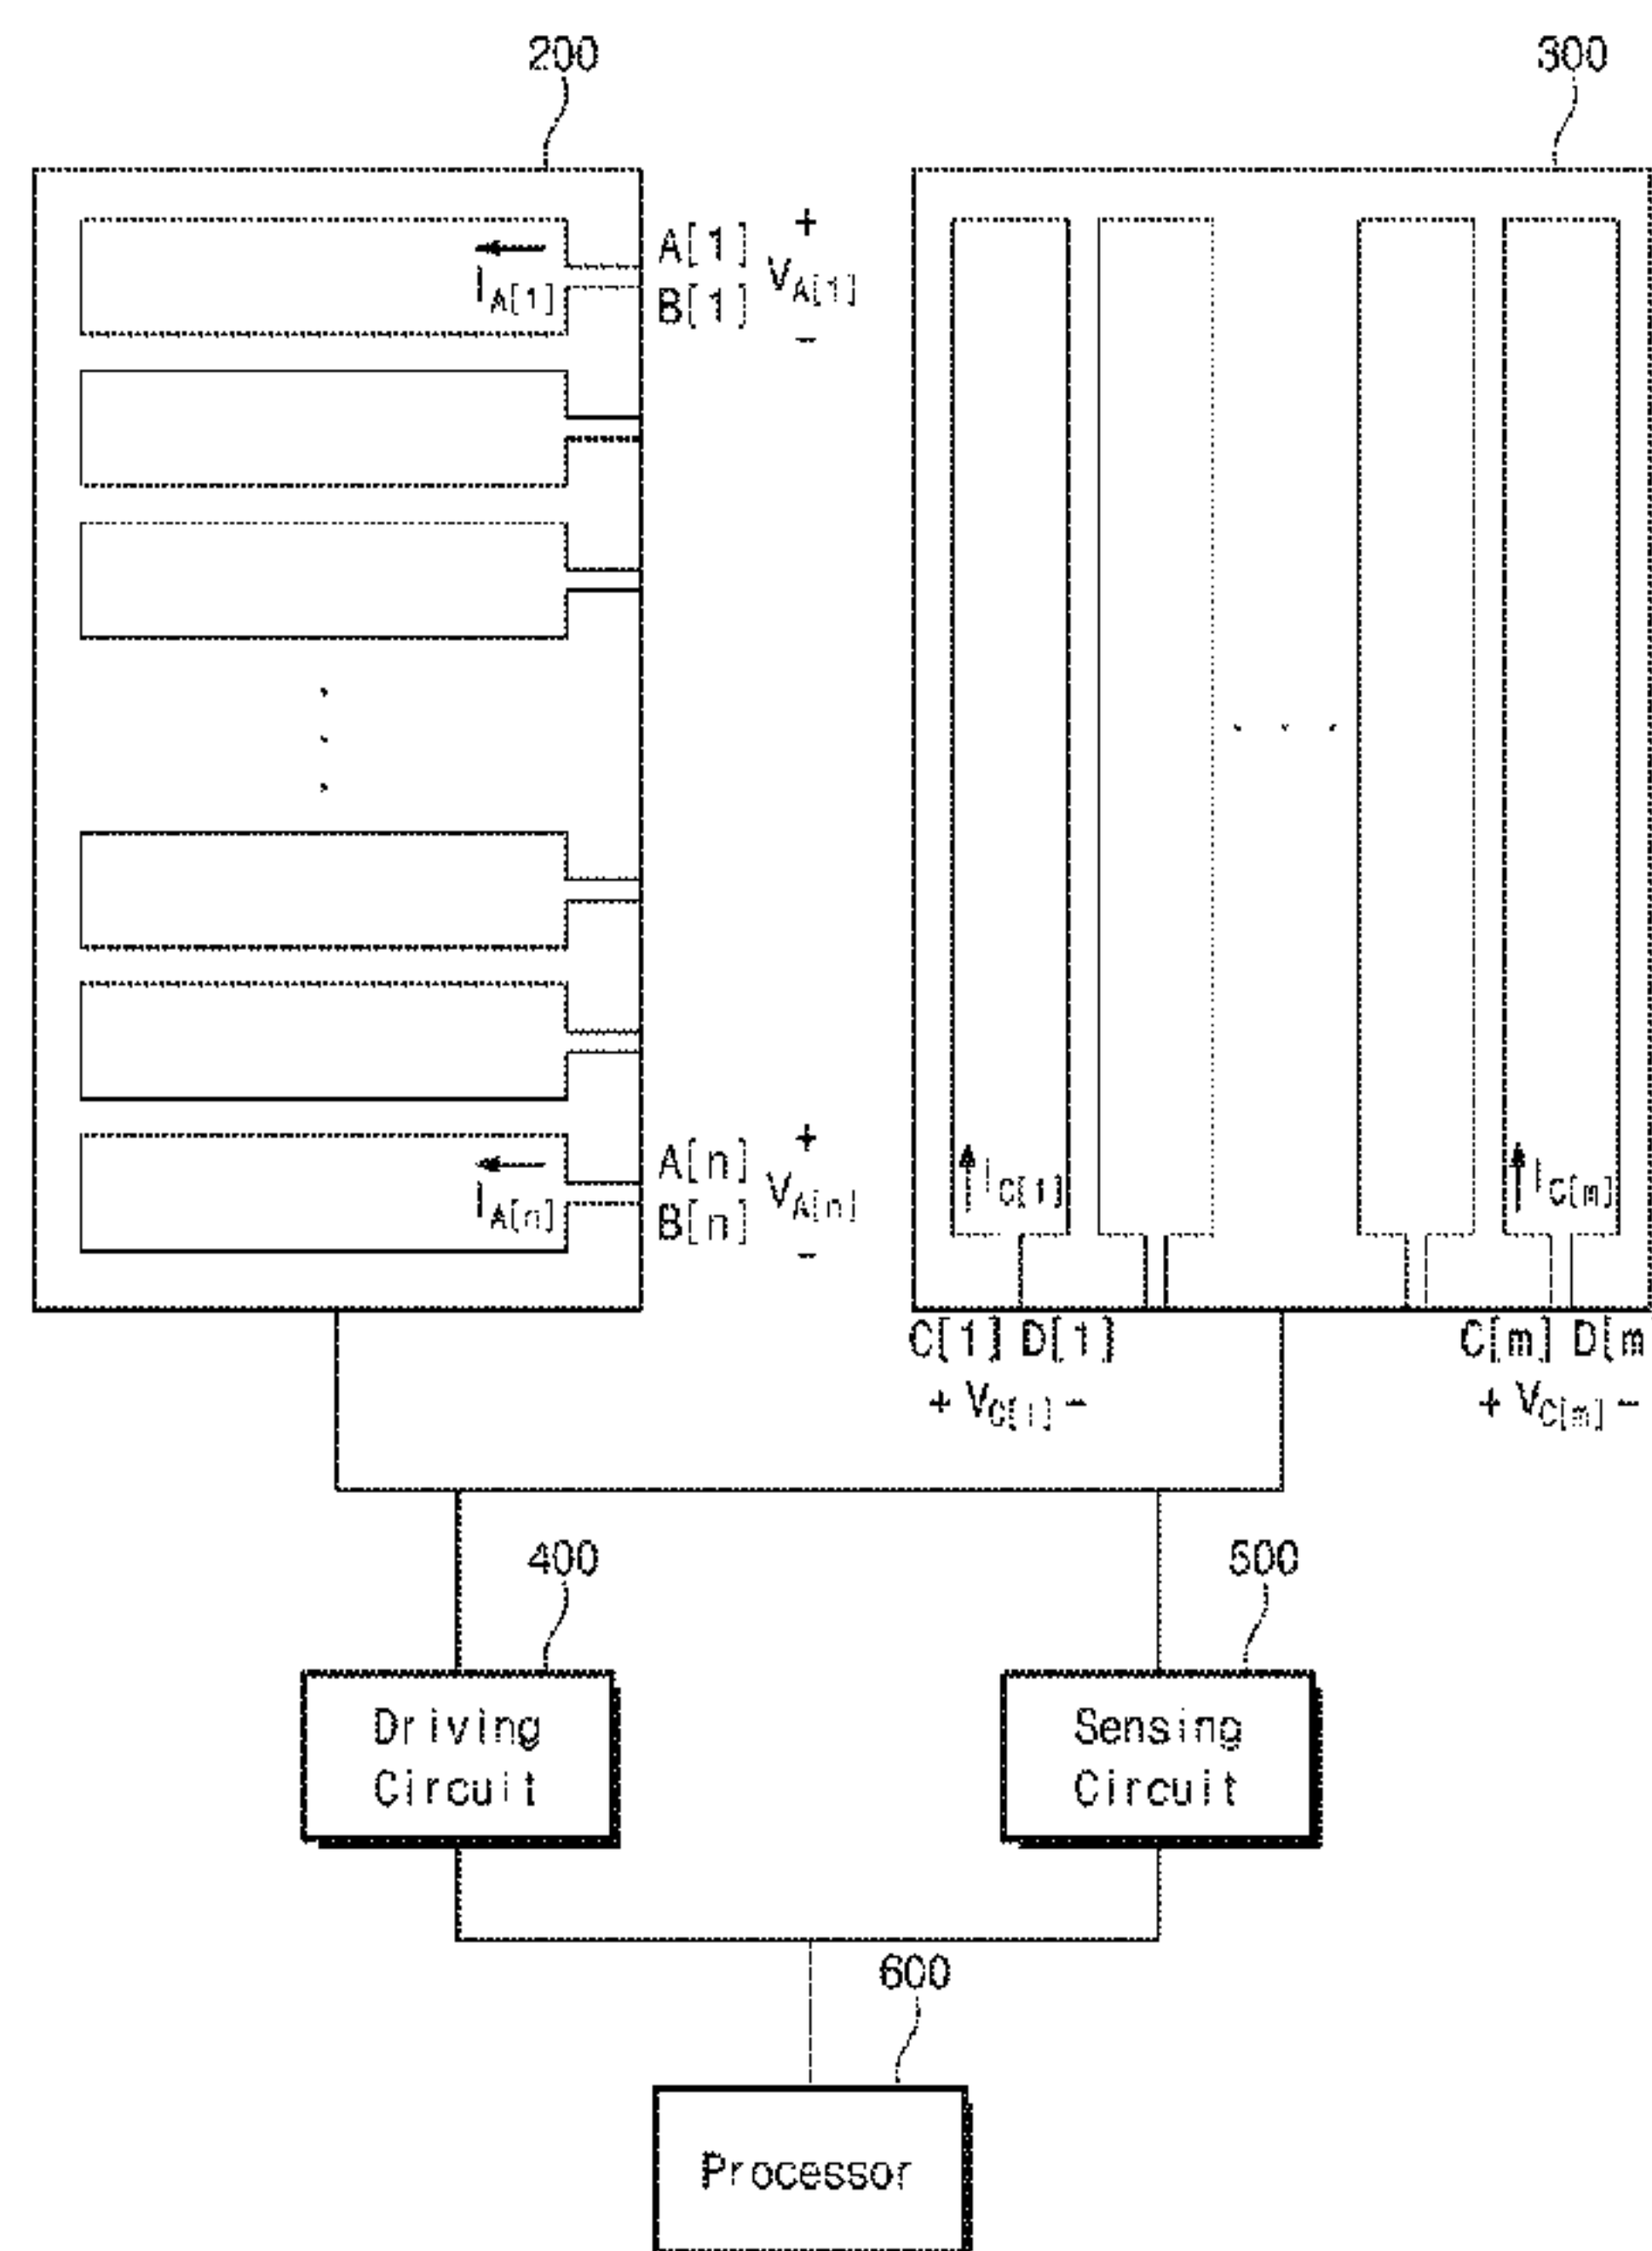 200
300
A[1] +
I_A[1] B[1] V_A[1] -
A[n] +
I_A[n] B[n] V_A[n] -
I_C[1] I_C[m]
C[1] D[1] C[m] D[m
+ V_C[1] - + V_C[m] -
400
500
Driving
Circuit
Sensing
Circuit
600
Processor